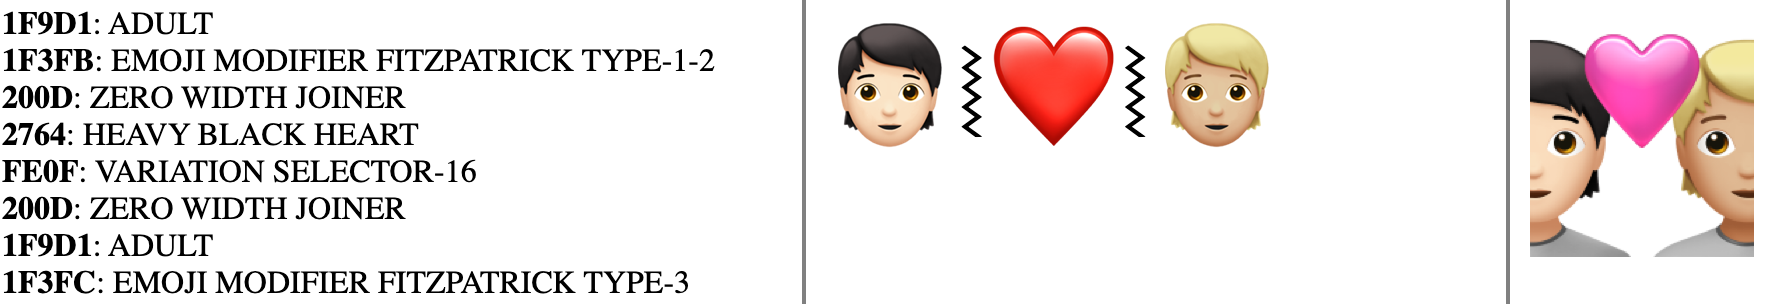 1F9D1: ADULT
1F3FB: EMOJI MODIFIER FITZPATRICK TYPE-1-2
200D: ZERO WIDTH JOINER
2764: HEAVY BLACK HEART
FE0F: VARIATION SELECTOR-16
200D: ZERO WIDTH JOINER
1F9D1: ADULT
1F3FC: EMOJI MODIFIER FITZPATRICK TYPE-3